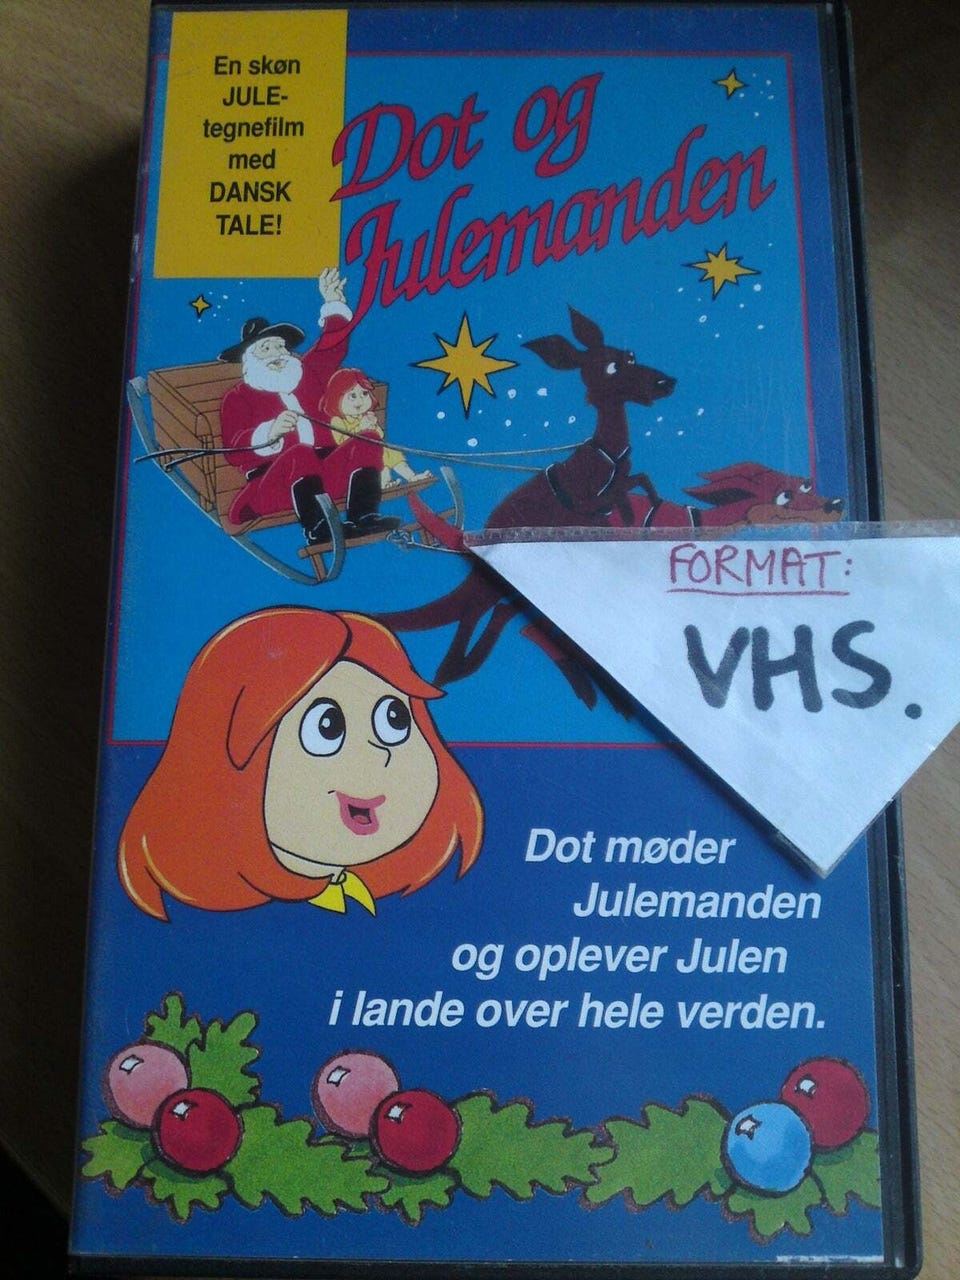 En skøn
JULE-
tegnefilm
med
DANSK
TALE!
Dot og
Julemanden
FORMAT:
VHS.
Dot møder
Julemanden
og oplever Julen
i lande over hele verden.